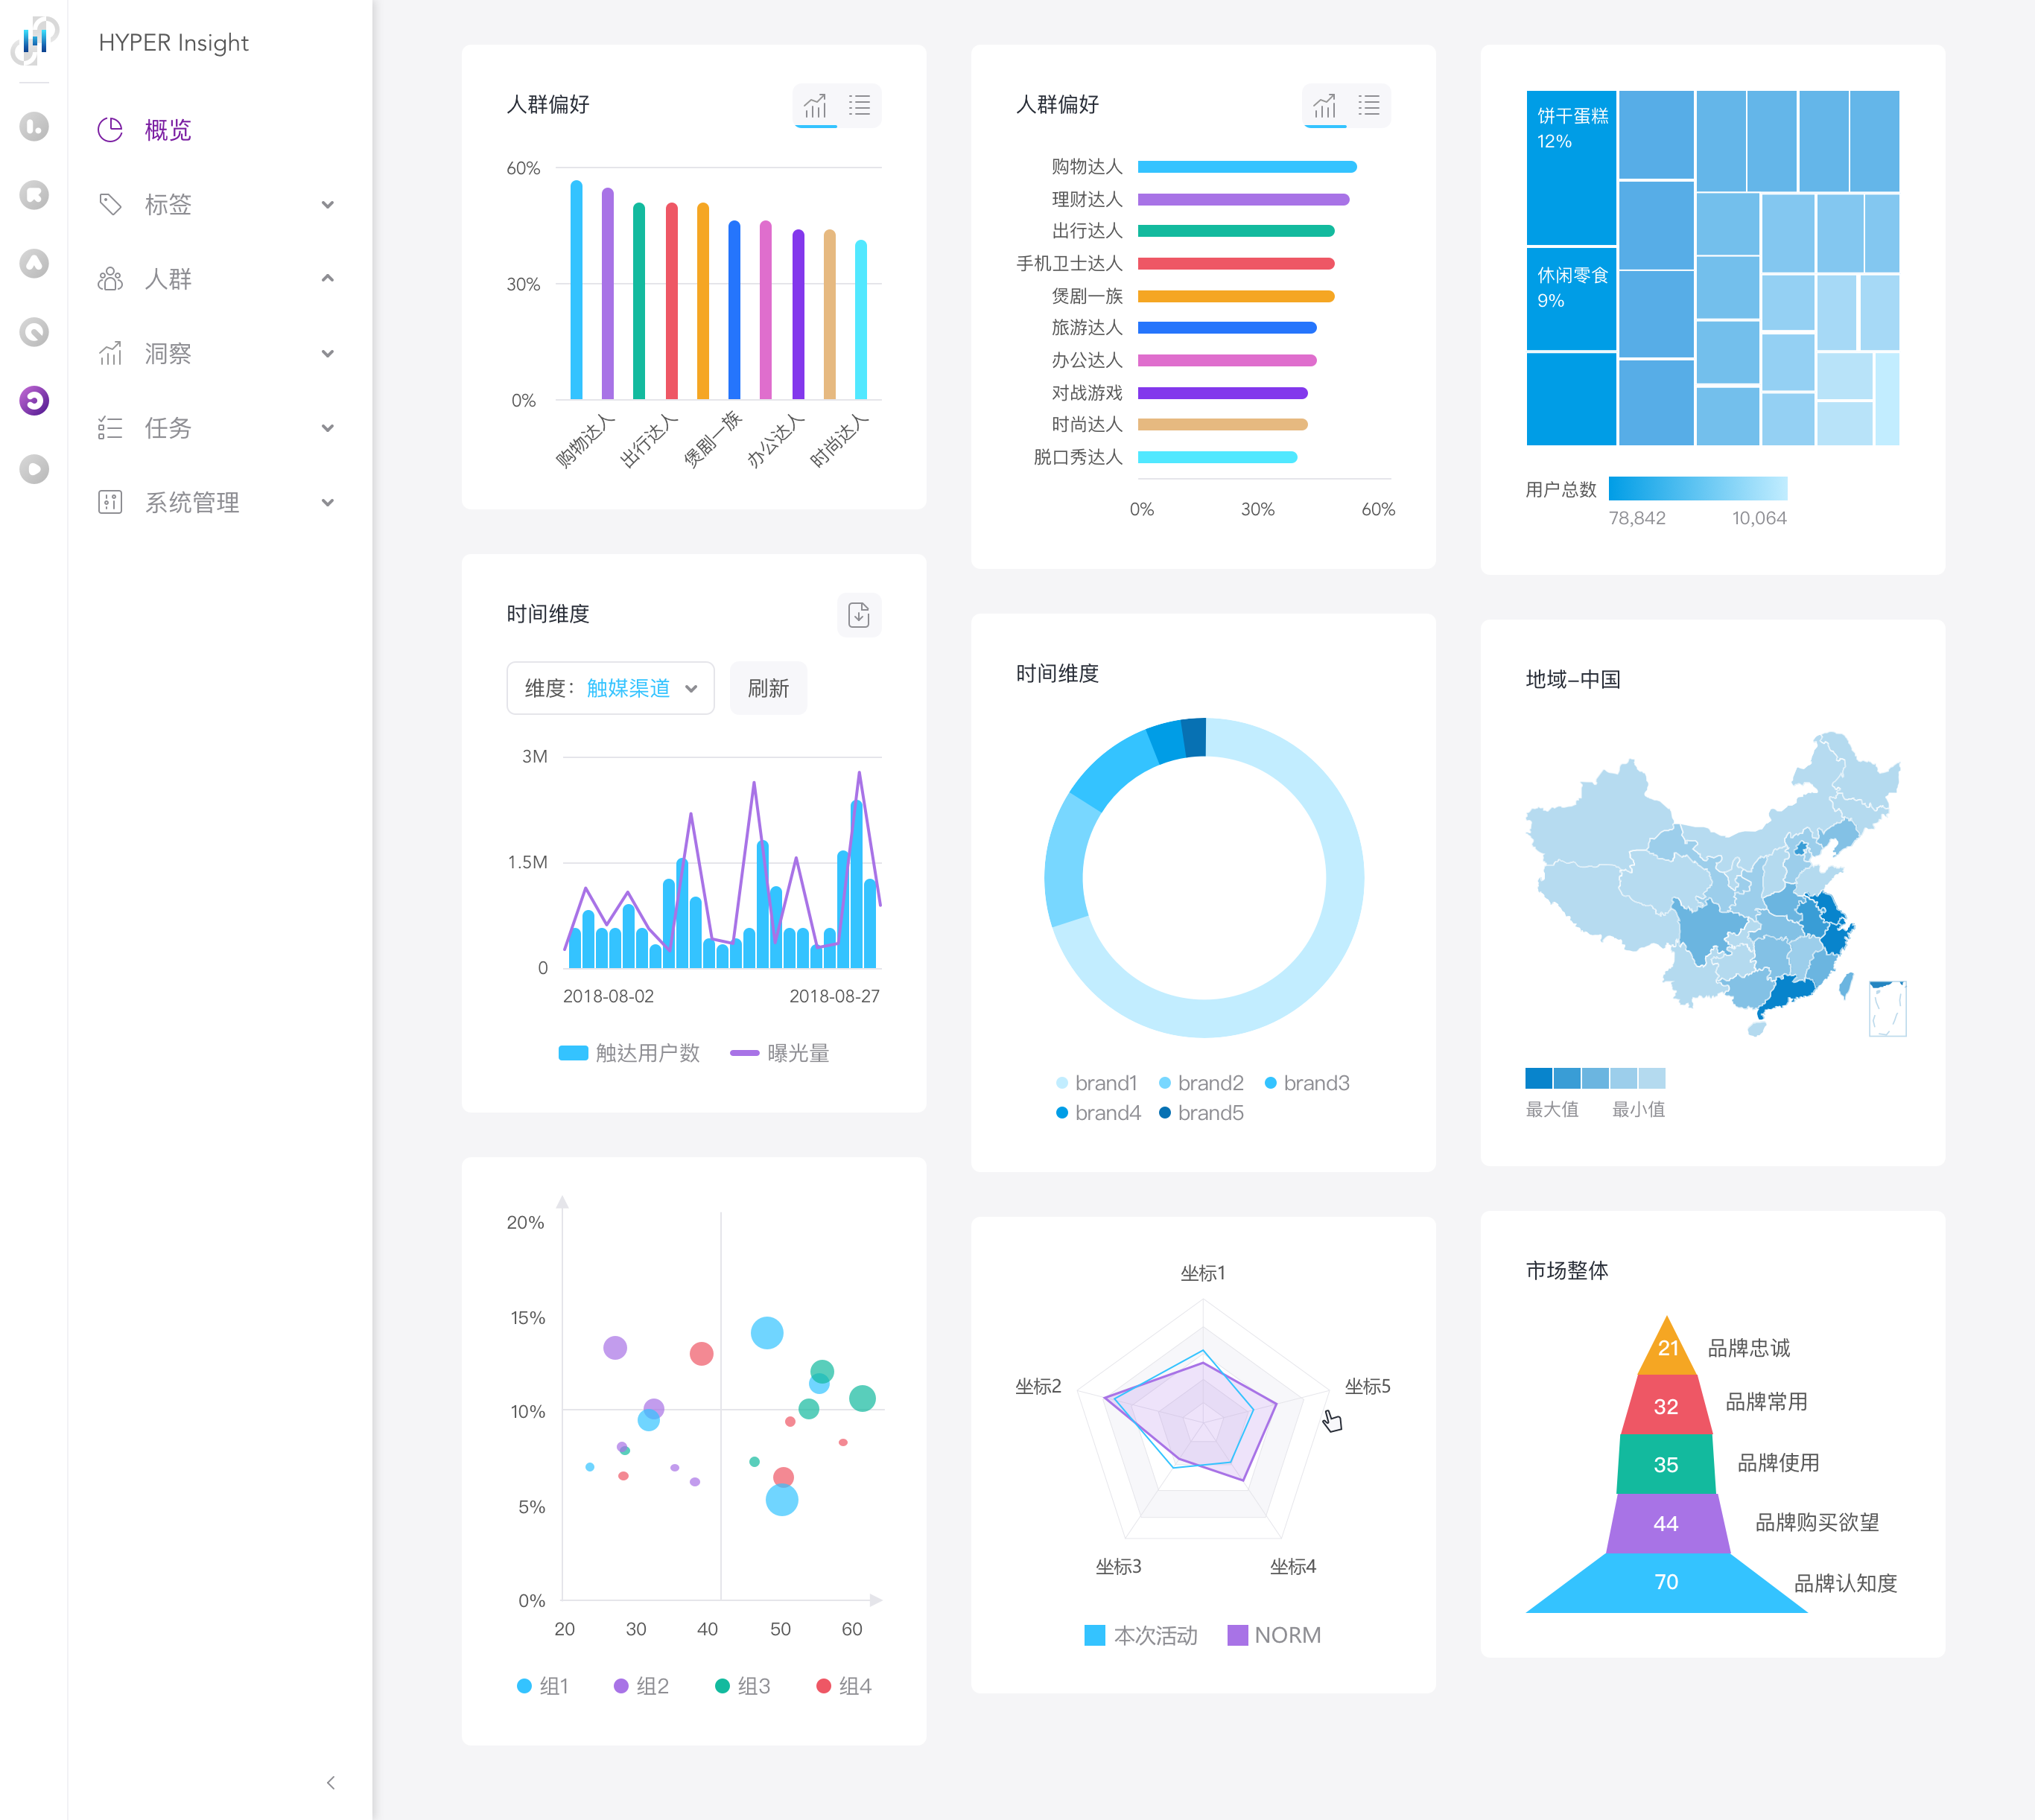 HYPER Insight
概览
标签
人群
洞察
任务
系统管理
人群偏好
60%
30%
0%
购物达人
出行达人
煲剧一族
办公达人
时尚达人
时间维度
维度：触媒渠道
刷新
3M
1.5M
0
2018-08-02
2018-08-27
触达用户数
曝光量
20%
15%
10%
5%
0%
20
30
40
50
60
组1
组2
组3
组4
人群偏好
购物达人
理财达人
出行达人
手机卫士达人
煲剧一族
旅游达人
办公达人
对战游戏
时尚达人
脱口秀达人
0%
30%
60%
时间维度
brand1
brand2
brand3
brand4
brand5
坐标1
坐标2
坐标5
坐标3
坐标4
本次活动
NORM
饼干蛋糕
12%
休闲零食
9%
用户总数
78,842
10,064
地域–中国
最大值
最小值
市场整体
21
品牌忠诚
32
品牌常用
35
品牌使用
44
品牌购买欲望
70
品牌认知度